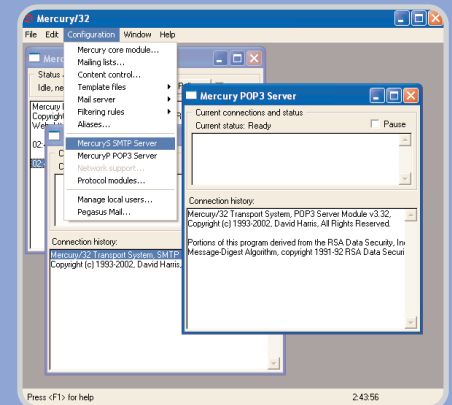 Mercury/32
File Edit Configuration Window Help
Mercury core module...
Mailing lists...
Content control...
Template files
Mail server
Filtering rules
Aliases...
MercuryS SMTP Server
MercuryP POP3 Server
Network support...
Protocol modules...
Manage local users...
Pegasus Mail...
Merc
Status
Idle, ne
Mercury
Copyright
02:
02:
Connection history:
Mercury/32 Transport System, SMTP
Copyright (c) 1993-2002, David Harris,
Mercury POP3 Server
Current connections and status
Current status: Ready
Pause
Connection history:
Mercury/32 Transport System, POP3 Server Module v3.32,
Copyright (c) 1993-2002, David Harris, All Rights Reserved.
Portions of this program derived from the RSA Data Security, In
Message-Digest Algorithm, copyright 1991-92 RSA Data Securi
Press <F1> for help
2:43:56